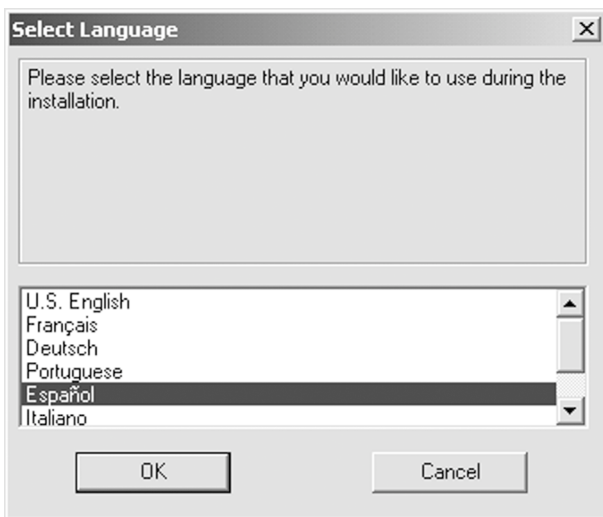 Select Language
Please select the language that you would like to use during the
installation.
U.S. English
Français
Deutsch
Portuguese
Español
Italiano
OK
Cancel